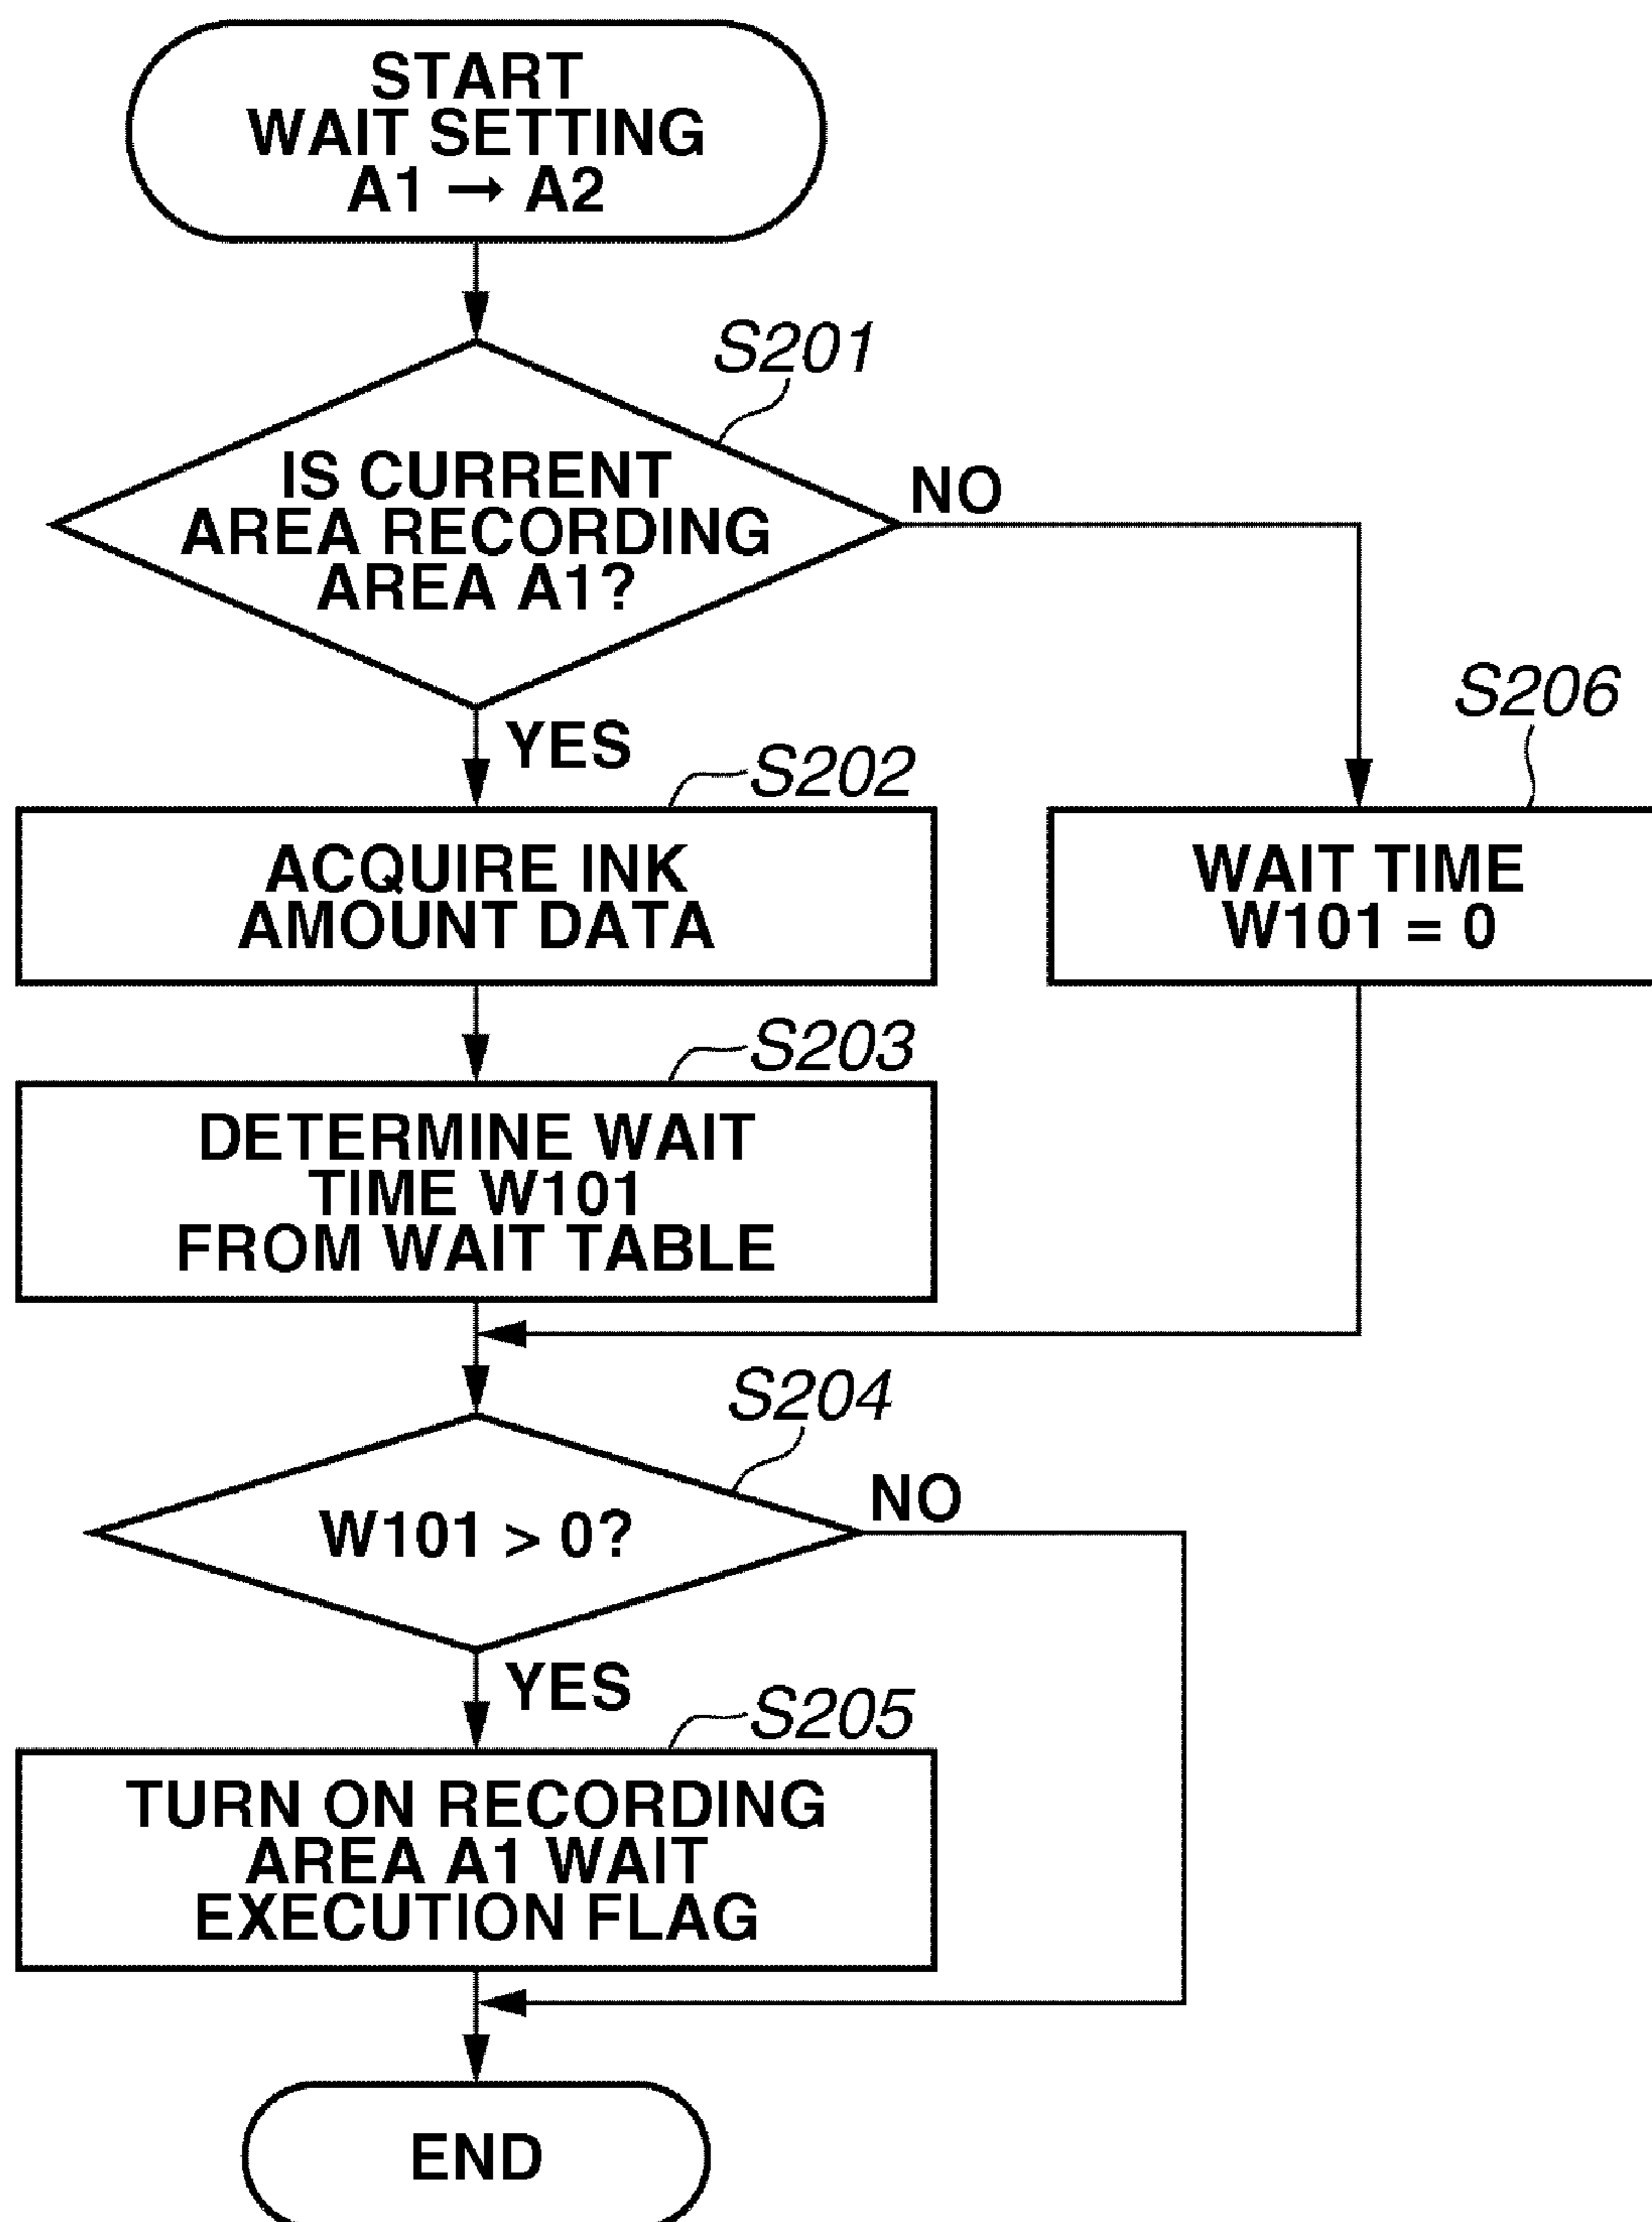 START
WAIT SETTING
A1 → A2
S201
IS CURRENT
AREA RECORDING
AREA A1?
NO
YES
S206
S202
ACQUIRE INK
AMOUNT DATA
WAIT TIME
W101 = 0
S203
DETERMINE WAIT
TIME W101
FROM WAIT TABLE
S204
W101 > 0?
NO
YES
S205
TURN ON RECORDING
AREA A1 WAIT
EXECUTION FLAG
END